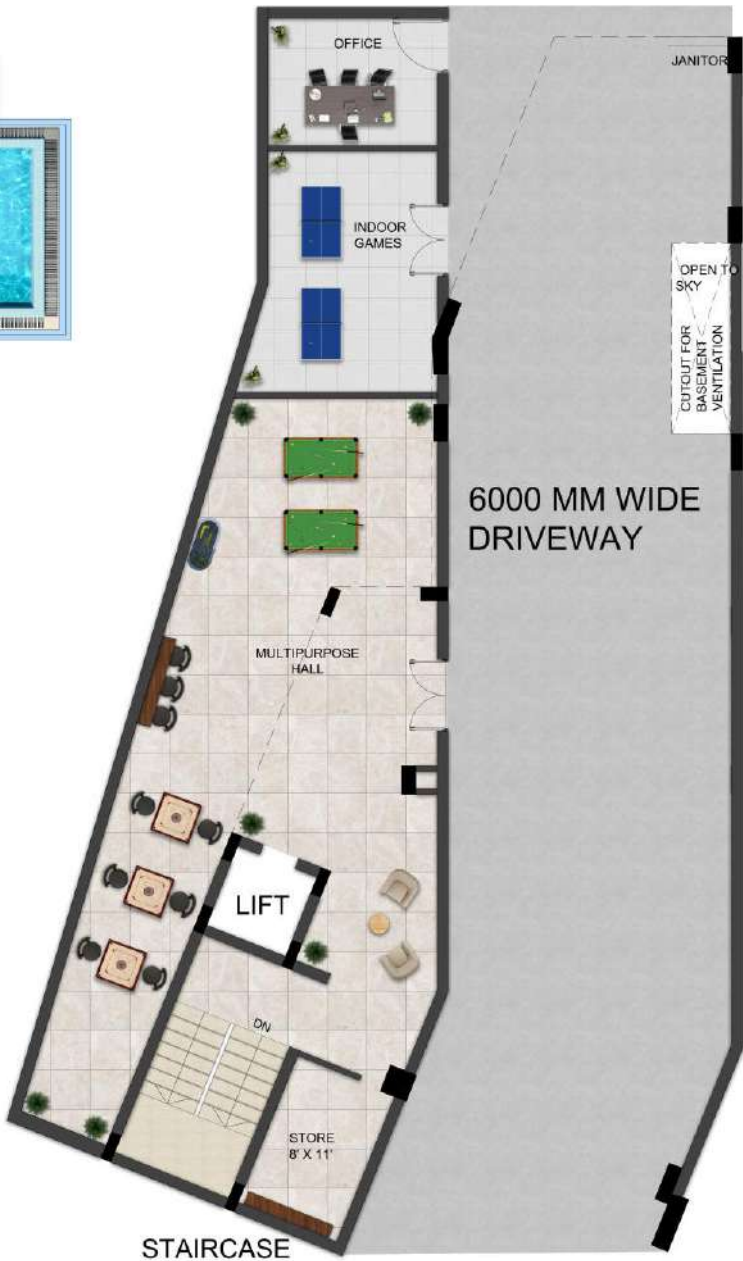 OFFICE
JANITOR
INDOOR
GAMES
OPEN TO
SKY
CUTOUT FOR
BASEMENT
VENTILATION
6000 MM WIDE
DRIVEWAY
MULTIPURPOSE
HALL
LIFT
DN
STORE
8' X 11'
STAIRCASE